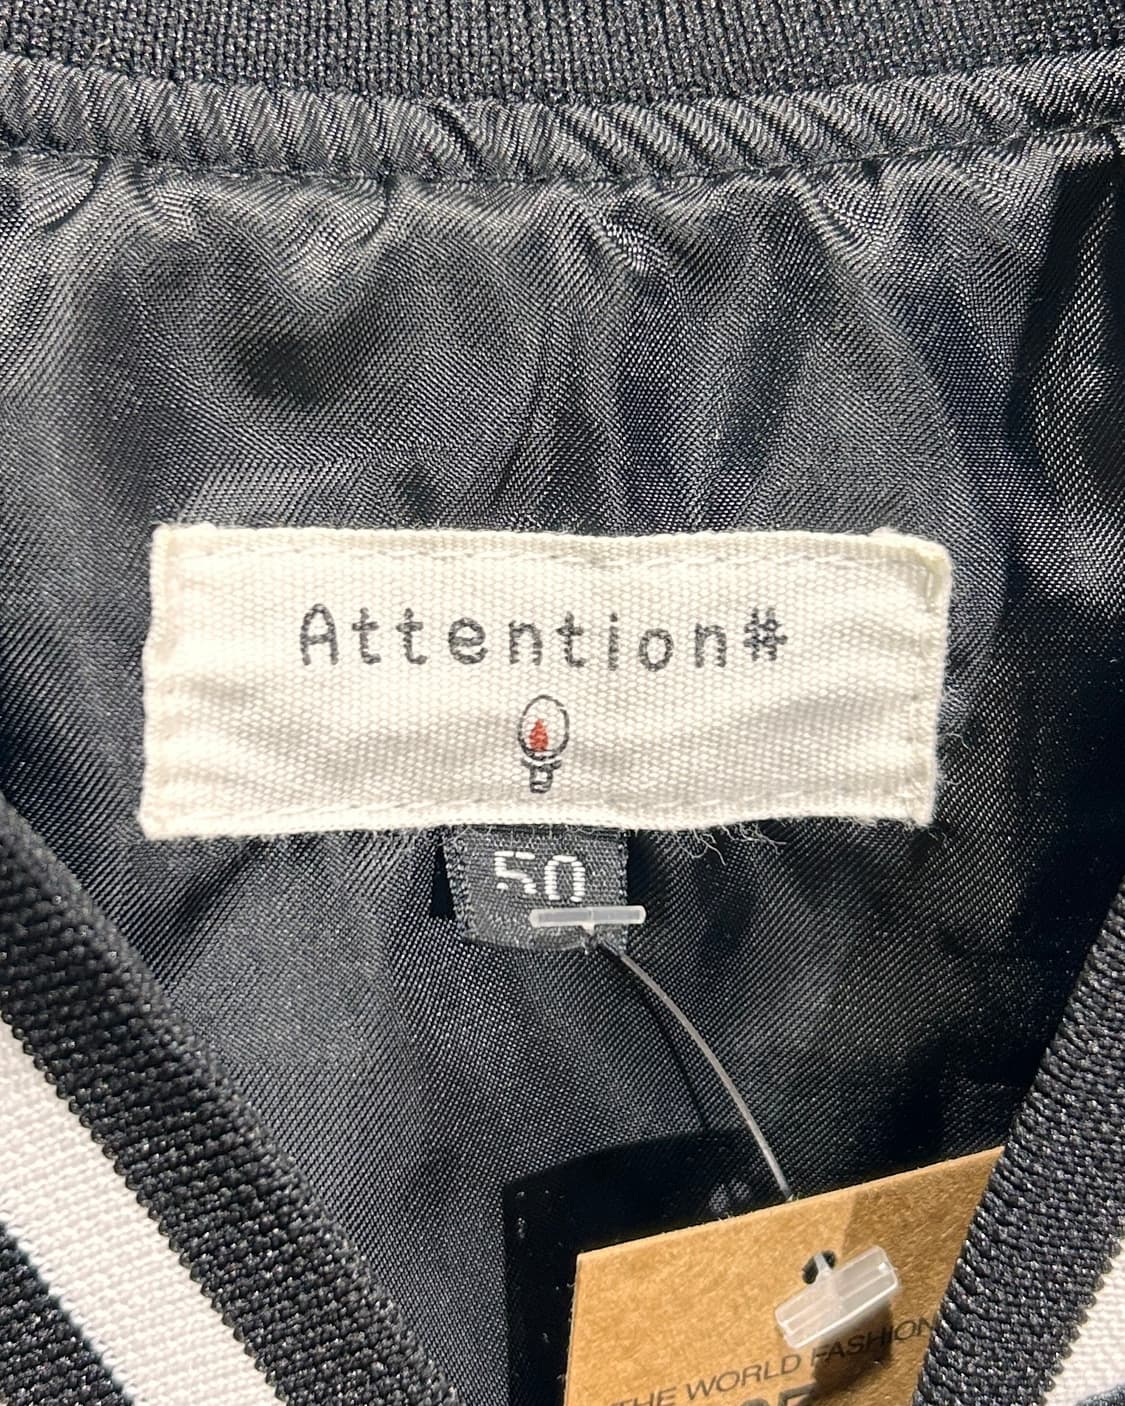 Attention#
50
THE WORLD FASHION